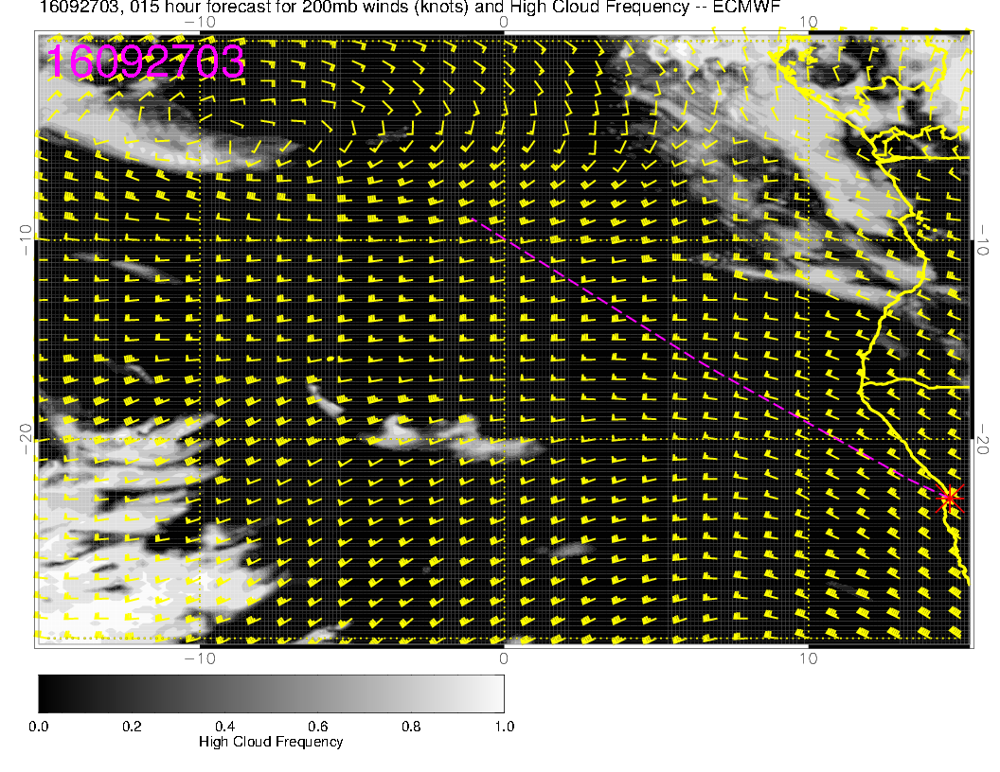 16092703, 015 hour forecast for 200mb winds (knots) and High Cloud Frequency -- ECMWF
−10 0 10
16092703
−10 −10
−20 −20
−10 0 10
0.0 0.2 0.4 0.6 0.8 1.0
High Cloud Frequency